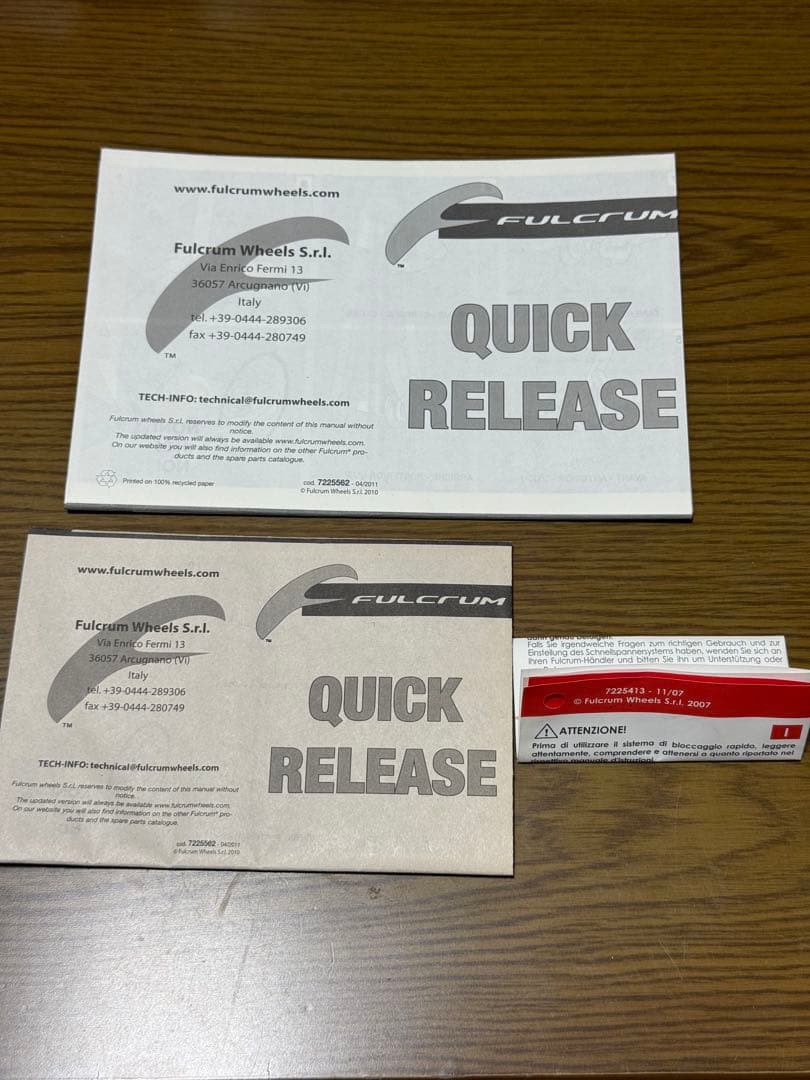 www.fulcrumwheels.com
Fulcrum Wheels S.r.l.
Via Enrico Fermi 13
36057 Arcugnano (Vi)
Italy
tel. +39-0444-289306
fax +39-0444-280749
TM
TECH-INFO: technical@fulcrumwheels.com
Fulcrum wheels S.r.l. reserves to modify the content of this manual without
notice.
The updated version will always be available www.fulcrumwheels.com.
On our website you will also find information on the other Fulcrum® pro-
ducts and the spare parts catalogue.
Printed on 100% recycled paper
cod. 7225562 - 04/2011
© Fulcrum Wheels S.r.l. 2010
FULCRUM
TM
QUICK
RELEASE
www.fulcrumwheels.com
Fulcrum Wheels S.r.l.
Via Enrico Fermi 13
36057 Arcugnano (Vi)
Italy
tel. +39-0444-289306
fax +39-0444-280749
TM
TECH-INFO: technical@fulcrumwheels.com
Fulcrum wheels S.r.l. reserves to modify the content of this manual without
notice.
The updated version will always be available www.fulcrumwheels.com.
On our website you will also find information on the other Fulcrum® pro-
ducts and the spare parts catalogue.
cod. 7225562 - 04/2011
© Fulcrum Wheels S.r.l. 2010
FULCRUM
TM
QUICK
RELEASE
Falls Sie irgendwelche Fragen zum richtigen Gebrauch und zur
Einstellung des Schnellspannersystems haben, wenden Sie sich an
Ihren Fulcrum-Händler und bitten Sie ihn um Unterstützung oder
7225413 - 11/07
© Fulcrum Wheels S.r.l. 2007
ATTENZIONE!
I
Prima di utilizzare il sistema di bloccaggio rapido, leggere
attentamente, comprendere e attenersi a quanto riportato nel
rispettivo manuale d'istruzioni.